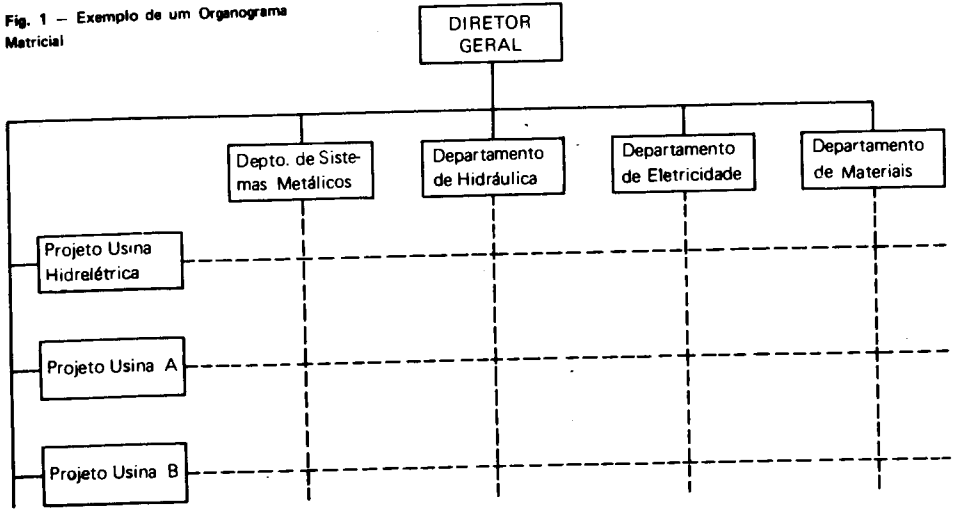 Fig. 1 — Exemplo de um Organograma
Matricial
DIRETOR
GERAL
Depto. de Siste-
mas Metálicos
Departamento
de Hidráulica
Departamento
de Eletricidade
Departamento
de Materiais
Projeto Usina
Hidrelétrica
Projeto Usina A
Projeto Usina B